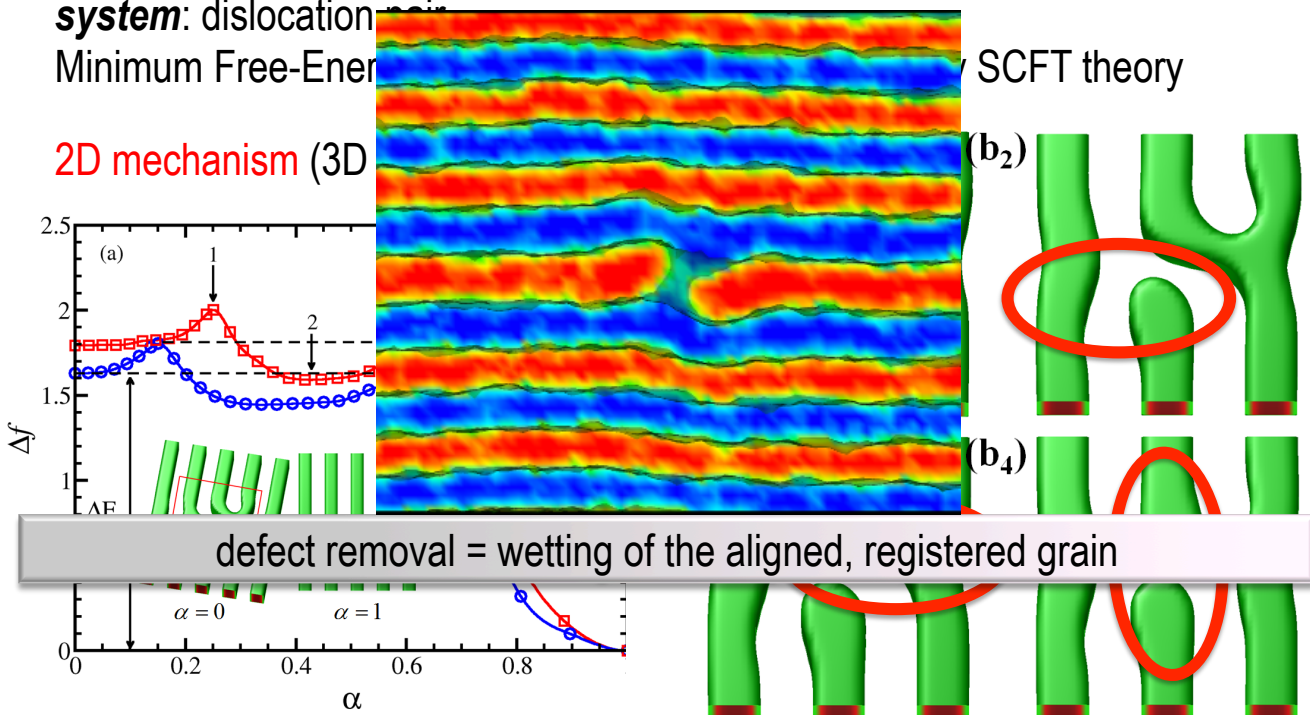 system: dislocation pair
Minimum Free-Ener SCFT theory
2D mechanism (3D
(b₂)
2.5
(a)
1
2
2
1.5
Δf
1
(b₄)
ΔF
defect removal = wetting of the aligned, registered grain
α=0
α=1
0
0
0.2
0.4
0.6
0.8
α